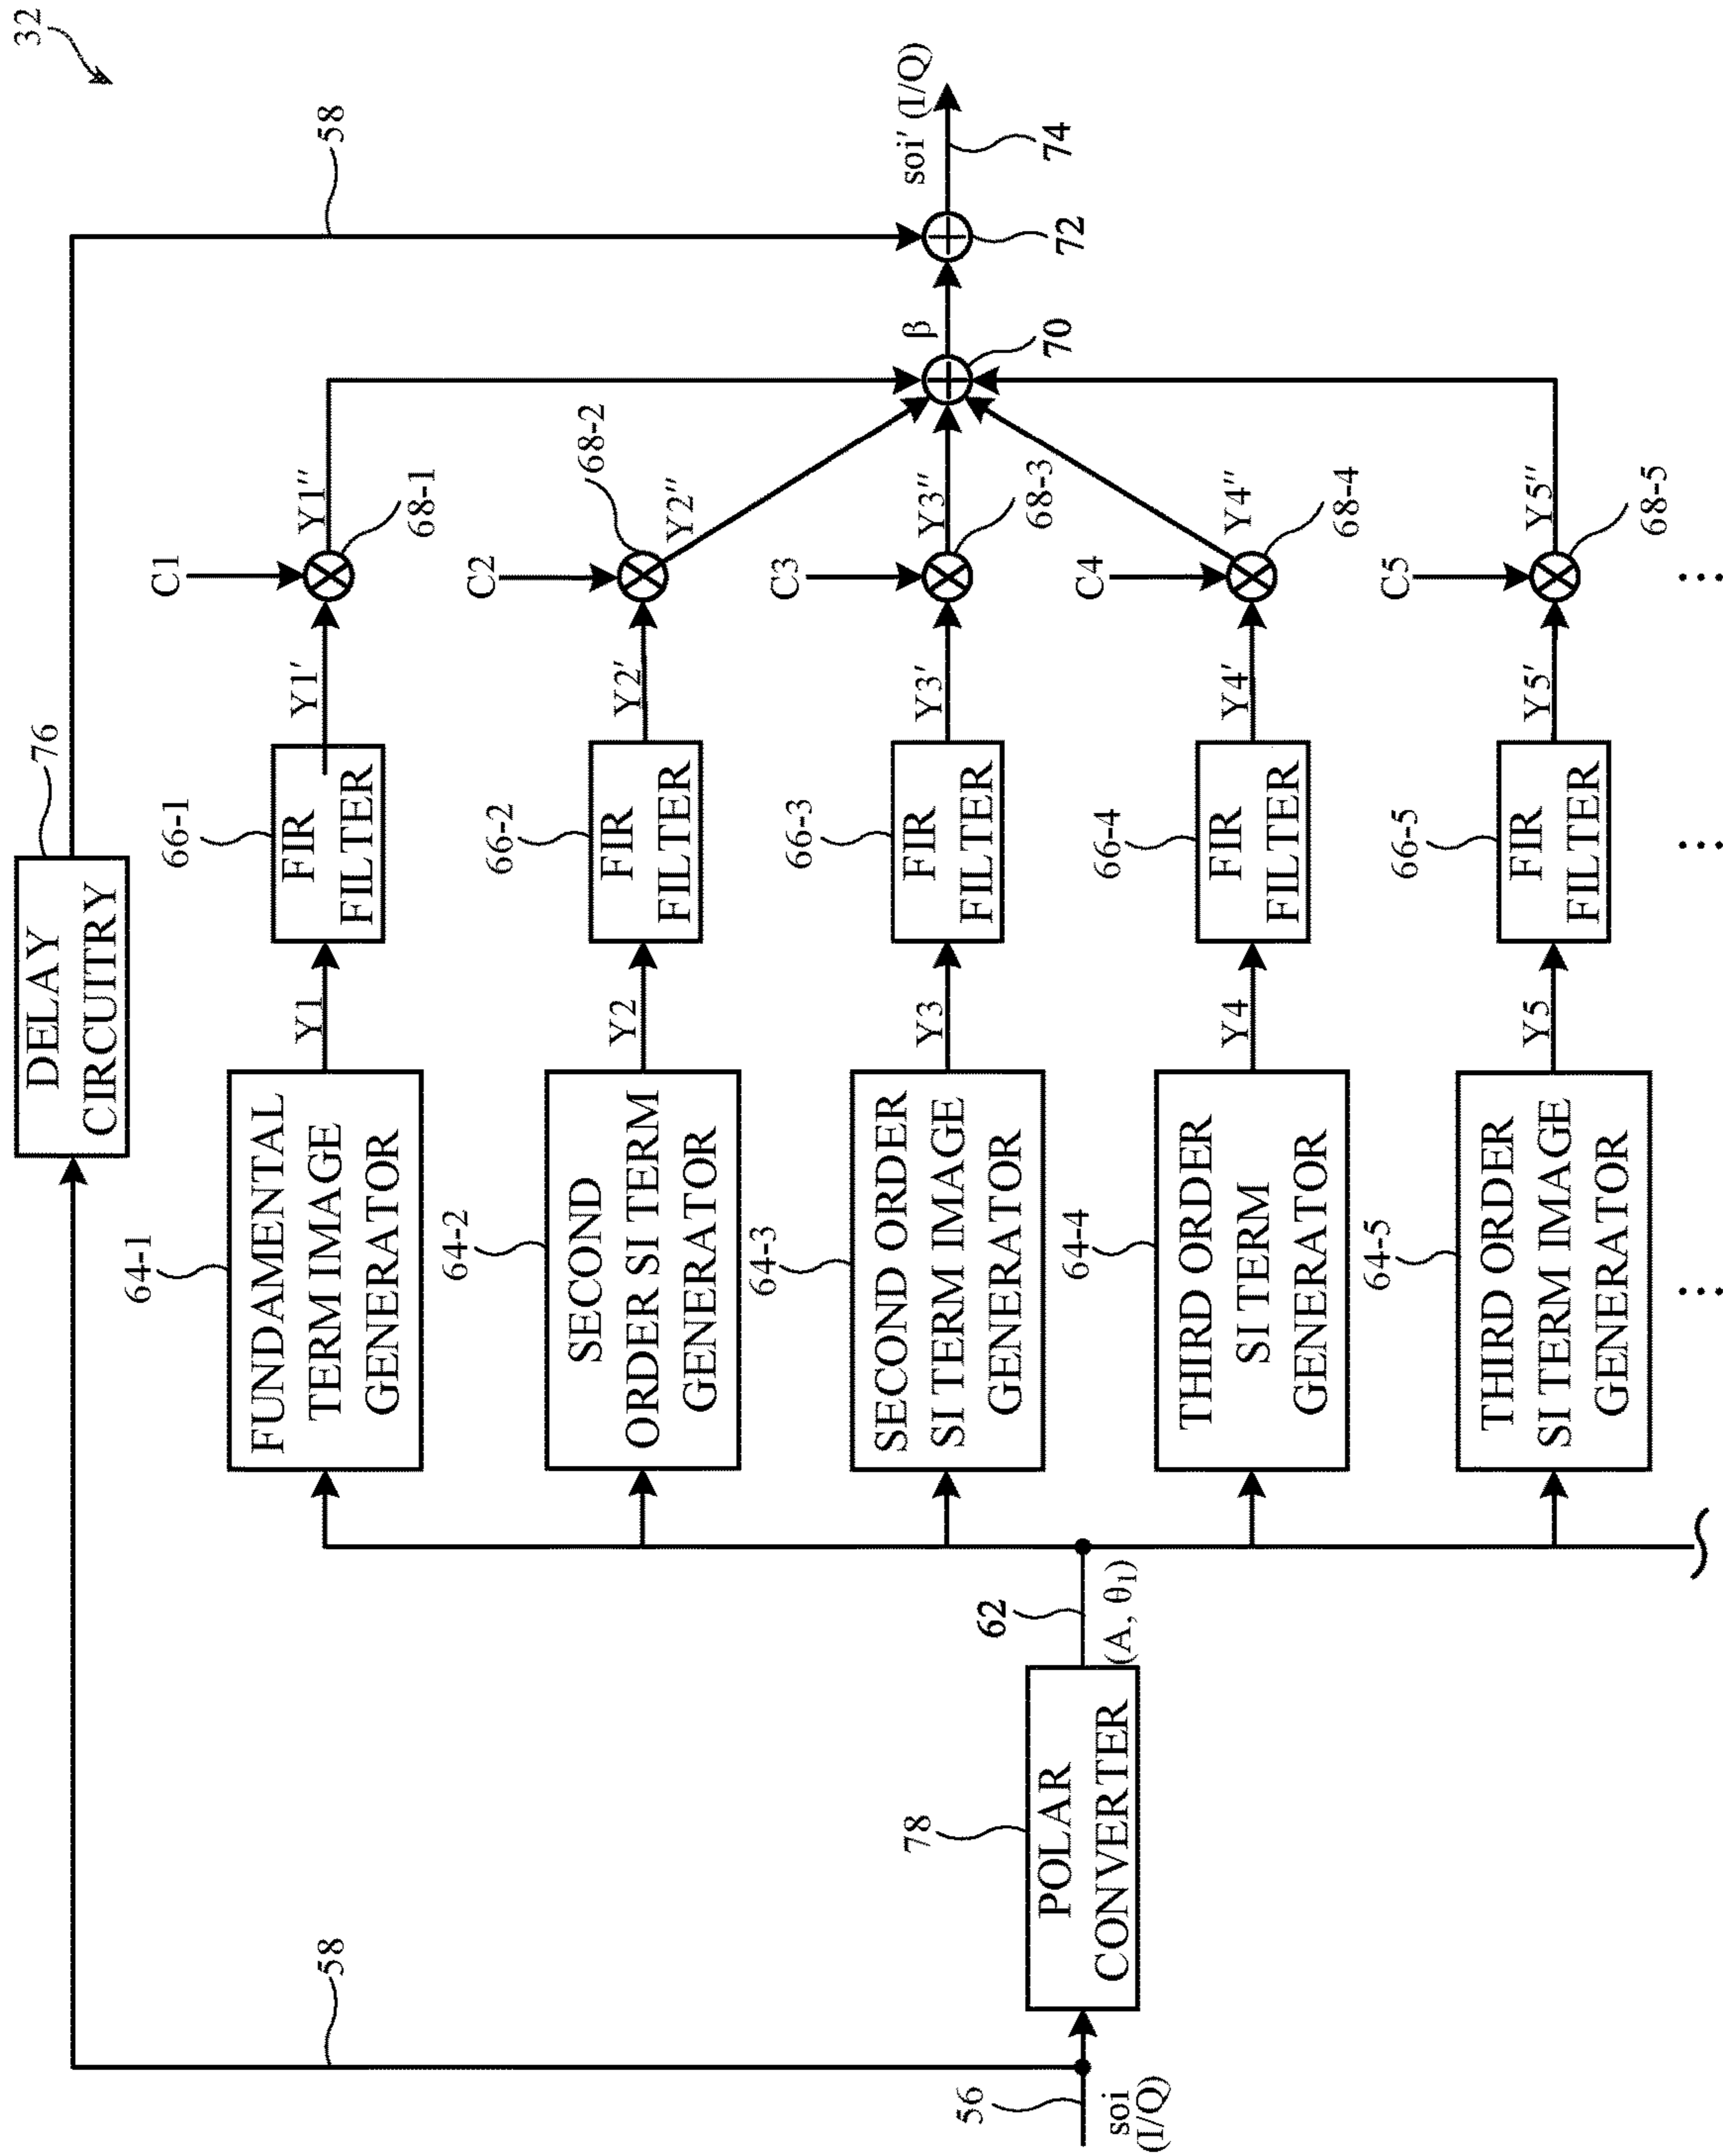 32
58
76
DELAY
CIRCUITRY
58
56
soi
(I/Q)
78
POLAR
CONVERTER
62
(A, θ₁)
64-1
FUNDAMENTAL
TERM IMAGE
GENERATOR
Y1
66-1
FIR
FILTER
Y1'
C1
68-1
Y1''
64-2
SECOND
ORDER SI TERM
GENERATOR
Y2
66-2
FIR
FILTER
Y2'
C2
68-2
Y2''
64-3
SECOND ORDER
SI TERM IMAGE
GENERATOR
Y3
66-3
FIR
FILTER
Y3'
C3
68-3
Y3''
64-4
THIRD ORDER
SI TERM
GENERATOR
Y4
66-4
FIR
FILTER
Y4'
C4
68-4
Y4''
64-5
THIRD ORDER
SI TERM IMAGE
GENERATOR
Y5
66-5
FIR
FILTER
Y5'
C5
68-5
Y5''
...
...
...
β
70
72
soi' (I/Q)
74